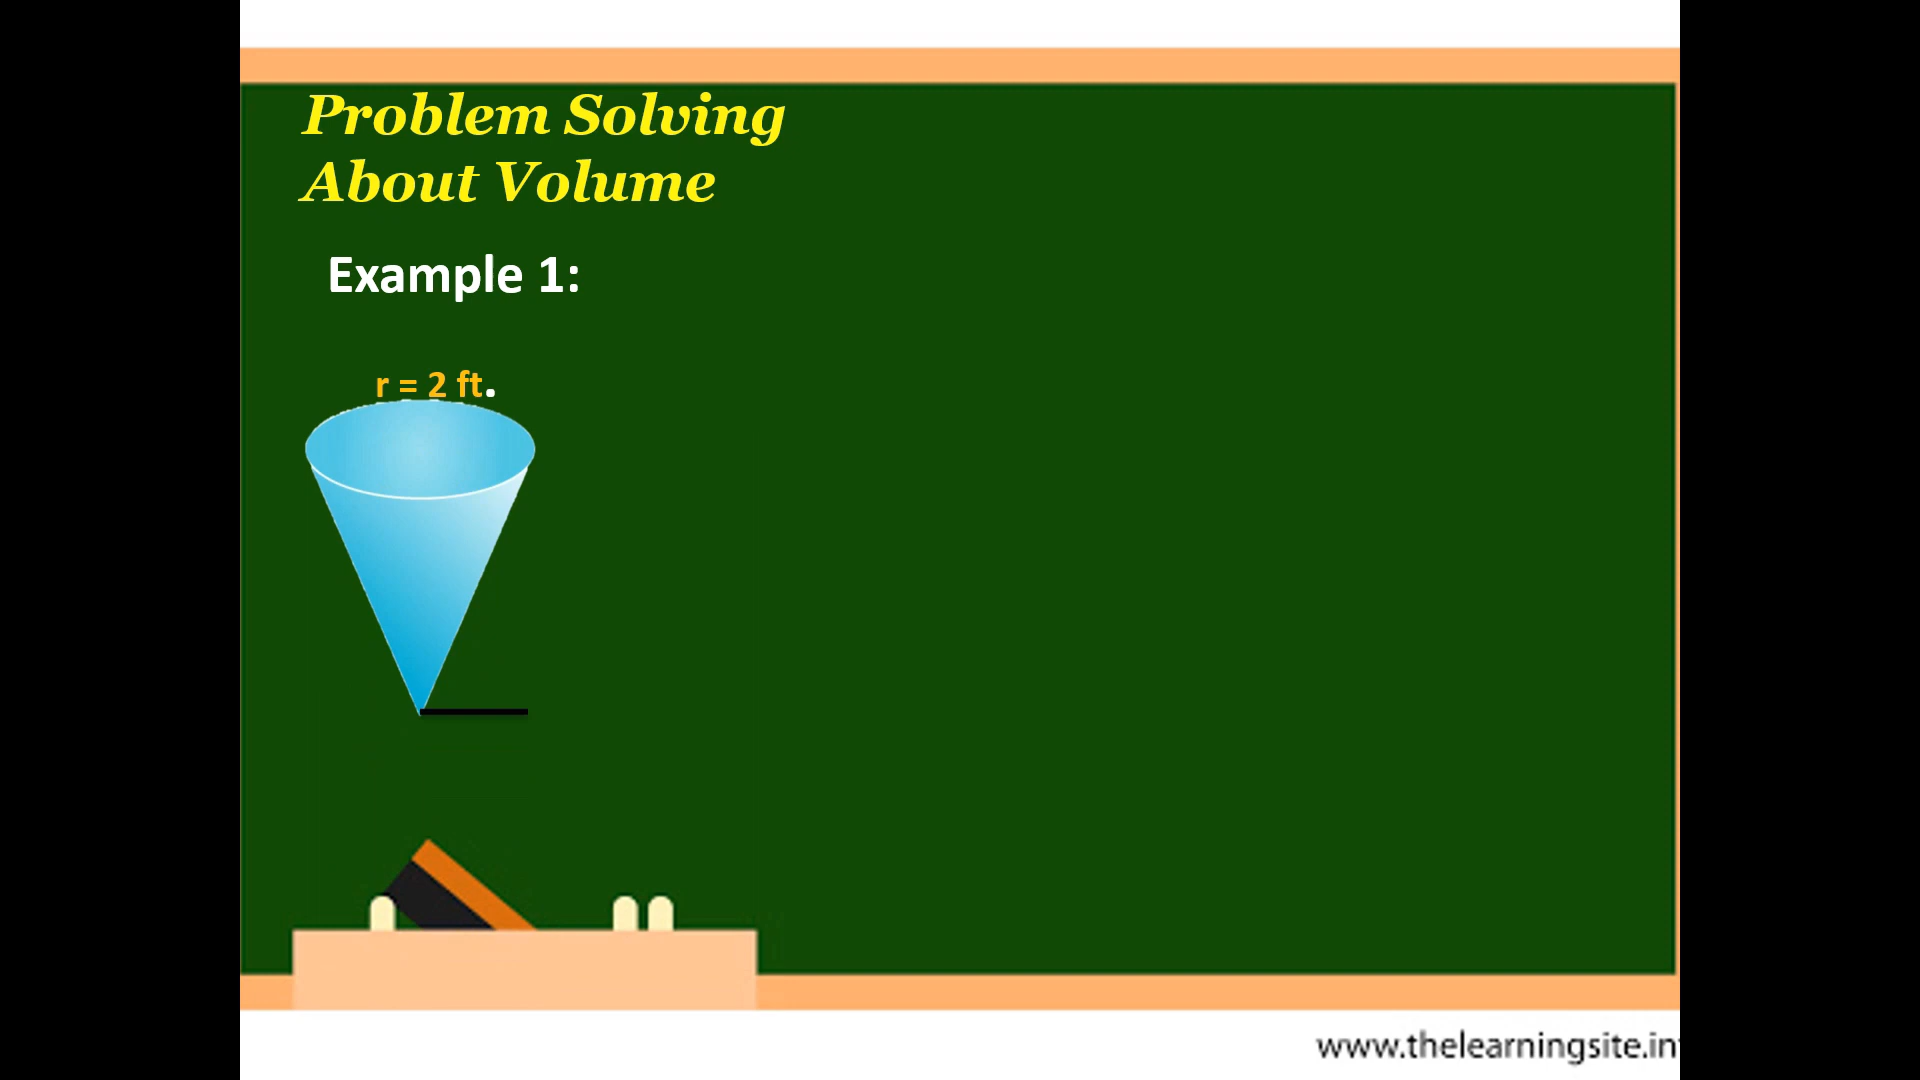 Problem Solving
About Volume
Example 1:
r = 2 ft.
www.thelearningsite.in